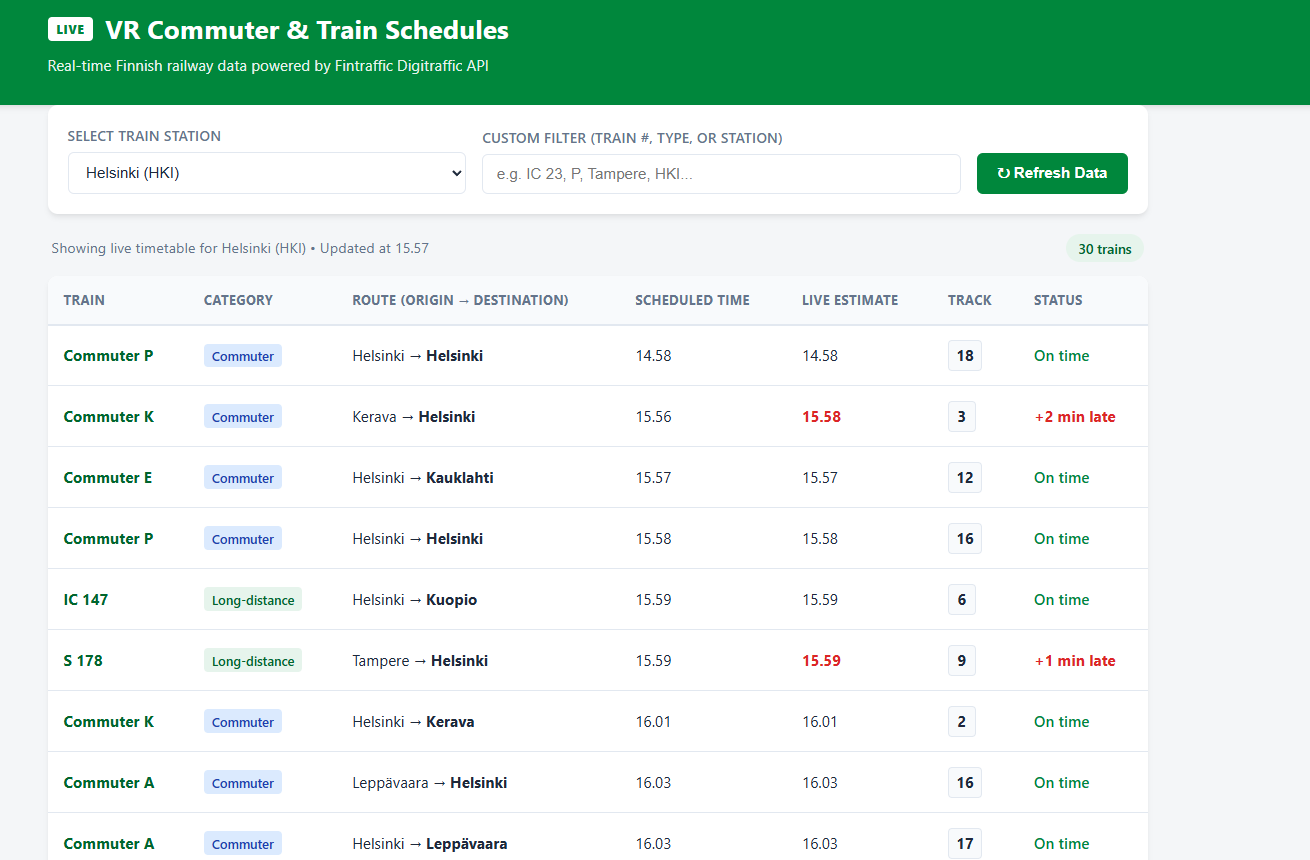 LIVE VR Commuter & Train Schedules
Real-time Finnish railway data powered by Fintraffic Digitraffic API
SELECT TRAIN STATION CUSTOM FILTER (TRAIN #, TYPE, OR STATION)
Helsinki (HKI) e.g. IC 23, P, Tampere, HKI... ↻ Refresh Data
Showing live timetable for Helsinki (HKI) • Updated at 15.57 30 trains
TRAIN CATEGORY ROUTE (ORIGIN → DESTINATION) SCHEDULED TIME LIVE ESTIMATE TRACK STATUS
Commuter P Commuter Helsinki → Helsinki 14.58 14.58 18 On time
Commuter K Commuter Kerava → Helsinki 15.56 15.58 3 +2 min late
Commuter E Commuter Helsinki → Kauklahti 15.57 15.57 12 On time
Commuter P Commuter Helsinki → Helsinki 15.58 15.58 16 On time
IC 147 Long-distance Helsinki → Kuopio 15.59 15.59 6 On time
S 178 Long-distance Tampere → Helsinki 15.59 15.59 9 +1 min late
Commuter K Commuter Helsinki → Kerava 16.01 16.01 2 On time
Commuter A Commuter Leppävaara → Helsinki 16.03 16.03 16 On time
Commuter A Commuter Helsinki → Leppävaara 16.03 16.03 17 On time